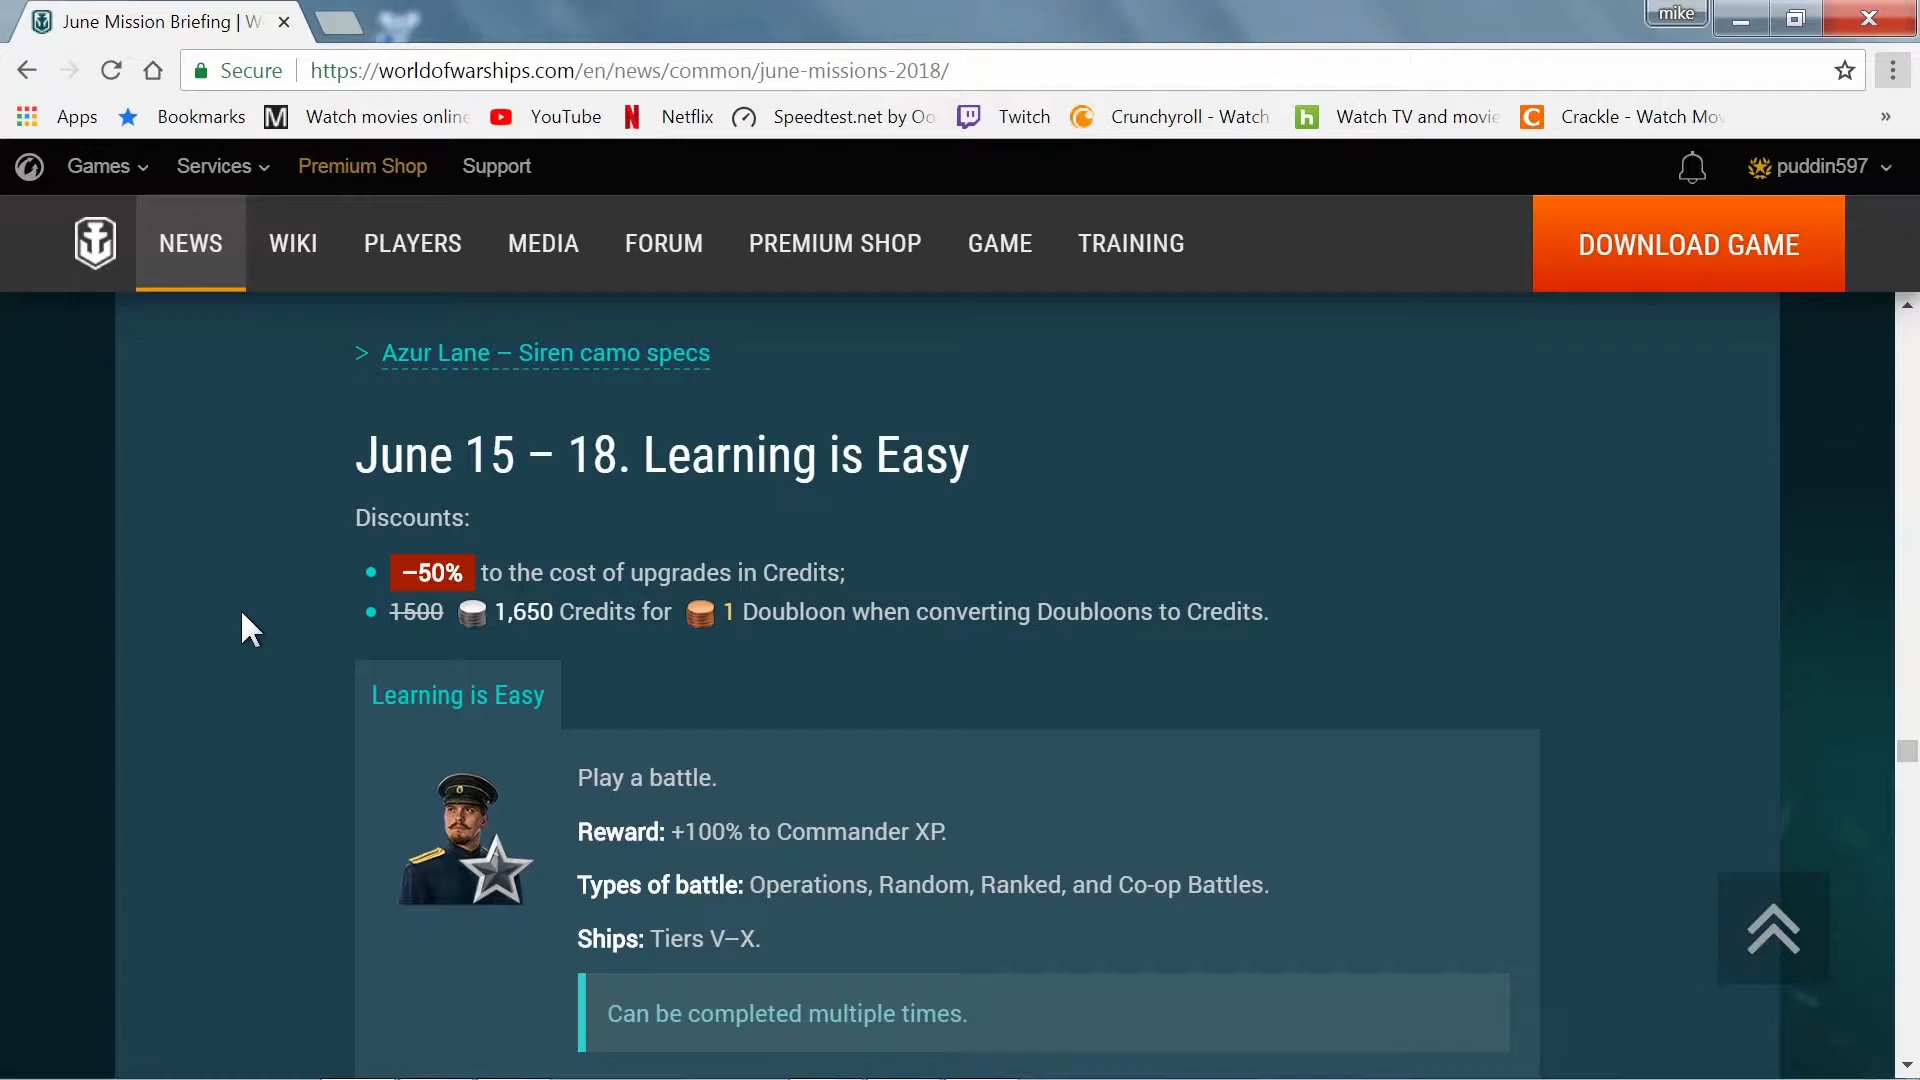 June Mission Briefing | W
mike
Secure
https://worldofwarships.com/en/news/common/june-missions-2018/
Apps
Bookmarks
Watch movies online
YouTube
Netflix
Speedtest.net by Oo
Twitch
Crunchyroll - Watch
Watch TV and movie
Crackle - Watch Mov
»
Games
Services
Premium Shop
Support
puddin597
NEWS
WIKI
PLAYERS
MEDIA
FORUM
PREMIUM SHOP
GAME
TRAINING
DOWNLOAD GAME
> Azur Lane – Siren camo specs
June 15 – 18. Learning is Easy
Discounts:
• –50% to the cost of upgrades in Credits;
• 1500 1,650 Credits for 1 Doubloon when converting Doubloons to Credits.
Learning is Easy
Play a battle.
Reward: +100% to Commander XP.
Types of battle: Operations, Random, Ranked, and Co-op Battles.
Ships: Tiers V–X.
Can be completed multiple times.